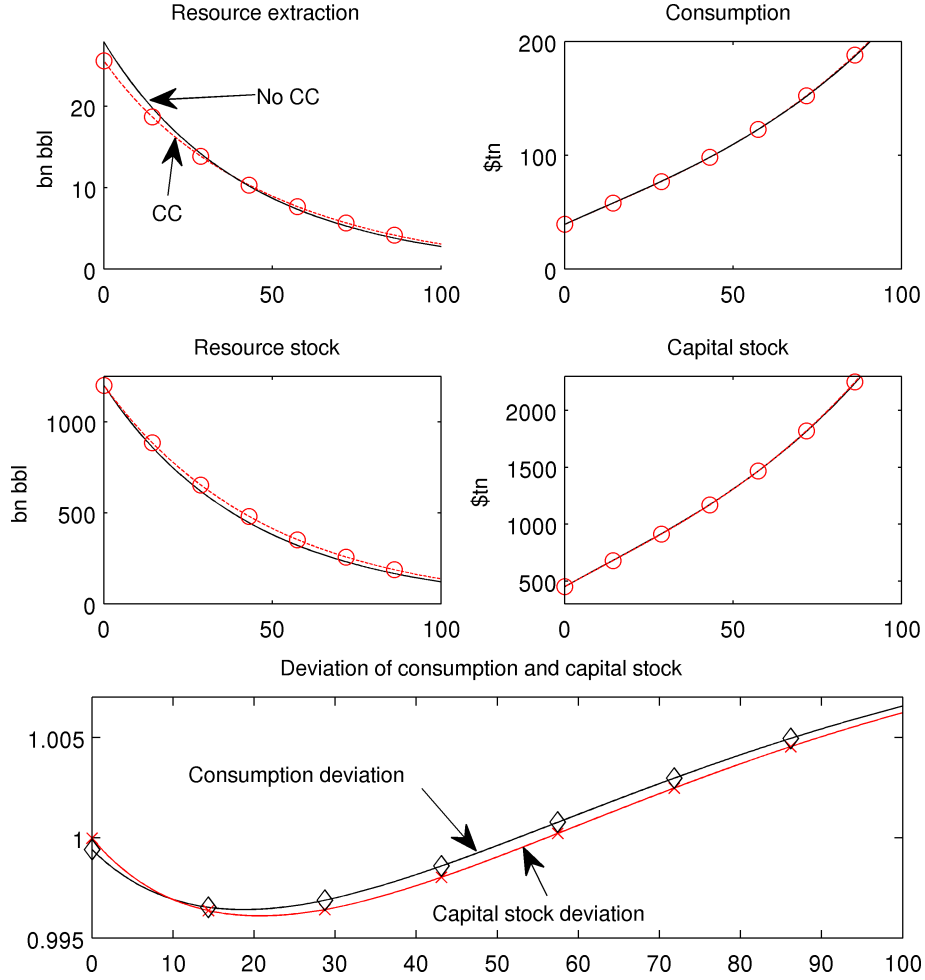 Resource extraction
bn bbl
20
10
0
0 50 100
No CC
CC
Consumption
$tn
200
100
0
0 50 100
Resource stock
bn bbl
1000
500
0
0 50 100
Capital stock
$tn
2000
1500
1000
500
0 50 100
Deviation of consumption and capital stock
1.005
1
0.995
Consumption deviation
Capital stock deviation
0 10 20 30 40 50 60 70 80 90 100